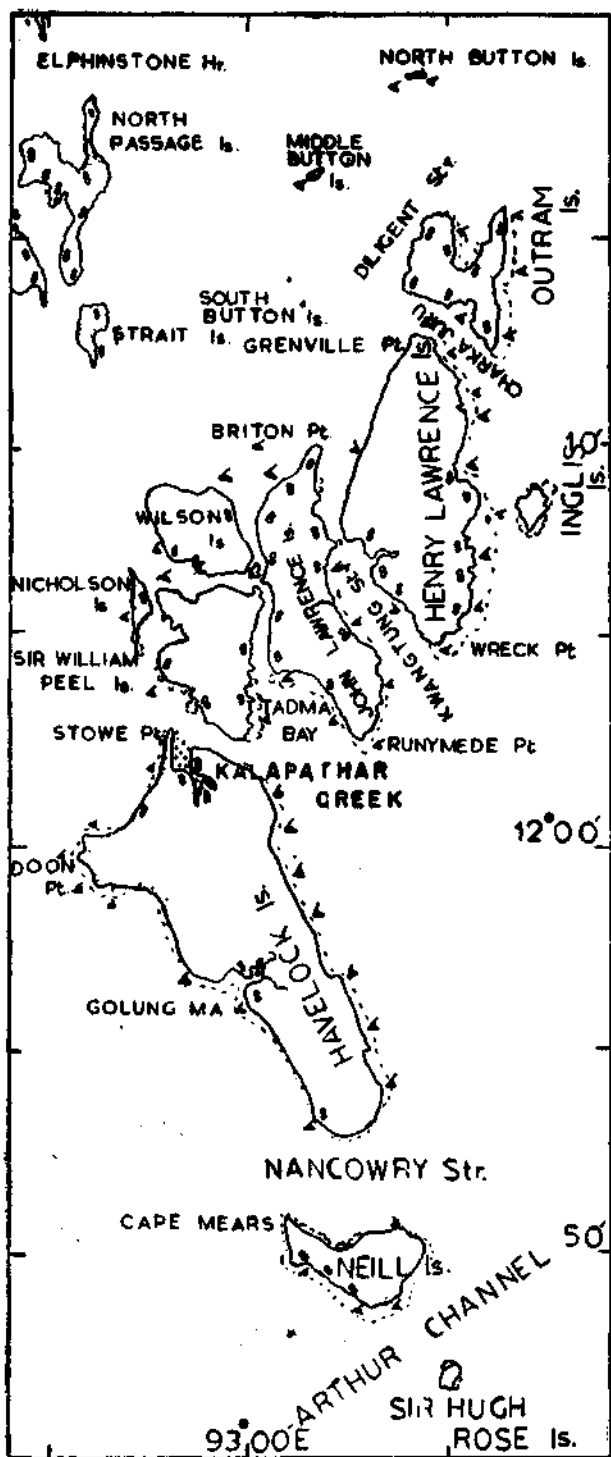 ELPHINSTONE Hr.
NORTH BUTTON Is.
NORTH
PASSAGE Is.
MIDDLE
BUTTON
Is.
DILIGENT Str.
OUTRAM Is.
SOUTH
BUTTON Is.
STRAIT
Is.
GRENVILLE Pt.
CHARKA JURU
HENRY LAWRENCE Is.
10'
BRITON Pt.
INGLIS Is.
WILSON
Is
NICHOLSON
Is.
JOHN LAWRENCE
KWANGTUNG St.
SIR WILLIAM
PEEL Is.
WRECK Pt
TADMA
BAY
STOWE Pt.
RUNYMEDE Pt
KALAPATHAR
CREEK
12°00'
DOON
Pt.
HAVELOCK Is.
GOLUNG MA
NANCOWRY Str.
CAPE MEARS
50'
NEILL Is.
ARTHUR CHANNEL
SIR HUGH
ROSE Is.
93°00E